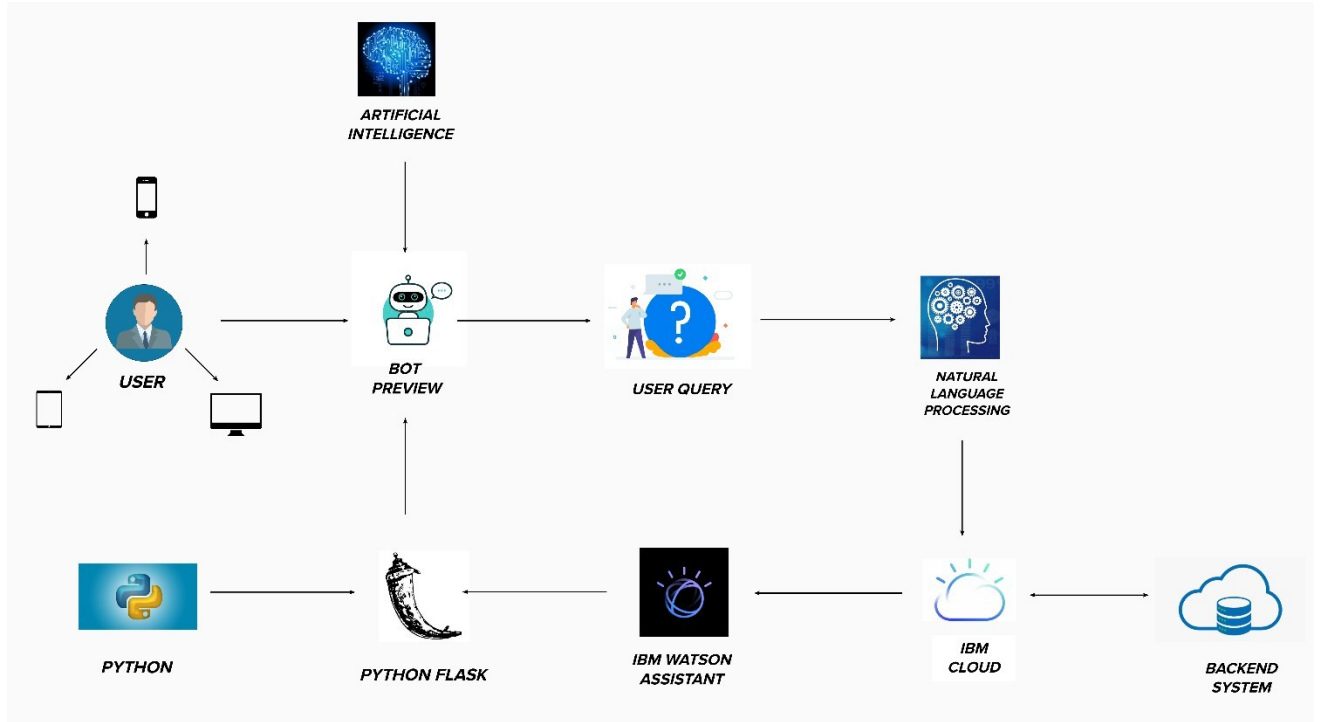 ARTIFICIAL
INTELLIGENCE
USER
BOT
PREVIEW
USER QUERY
NATURAL
LANGUAGE
PROCESSING
PYTHON
PYTHON FLASK
IBM WATSON
ASSISTANT
IBM
CLOUD
BACKEND
SYSTEM